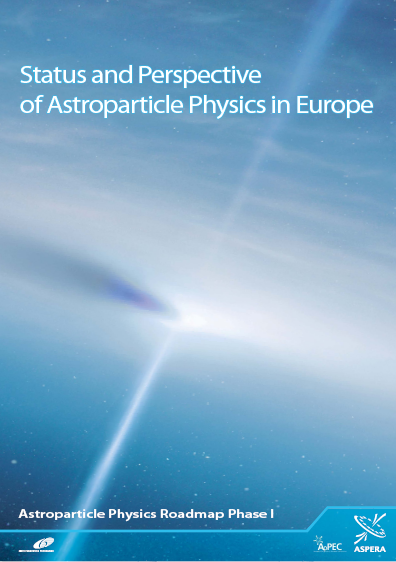 Status and Perspective
of Astroparticle Physics in Europe
Astroparticle Physics Roadmap Phase I
ApPEC
ASPERA